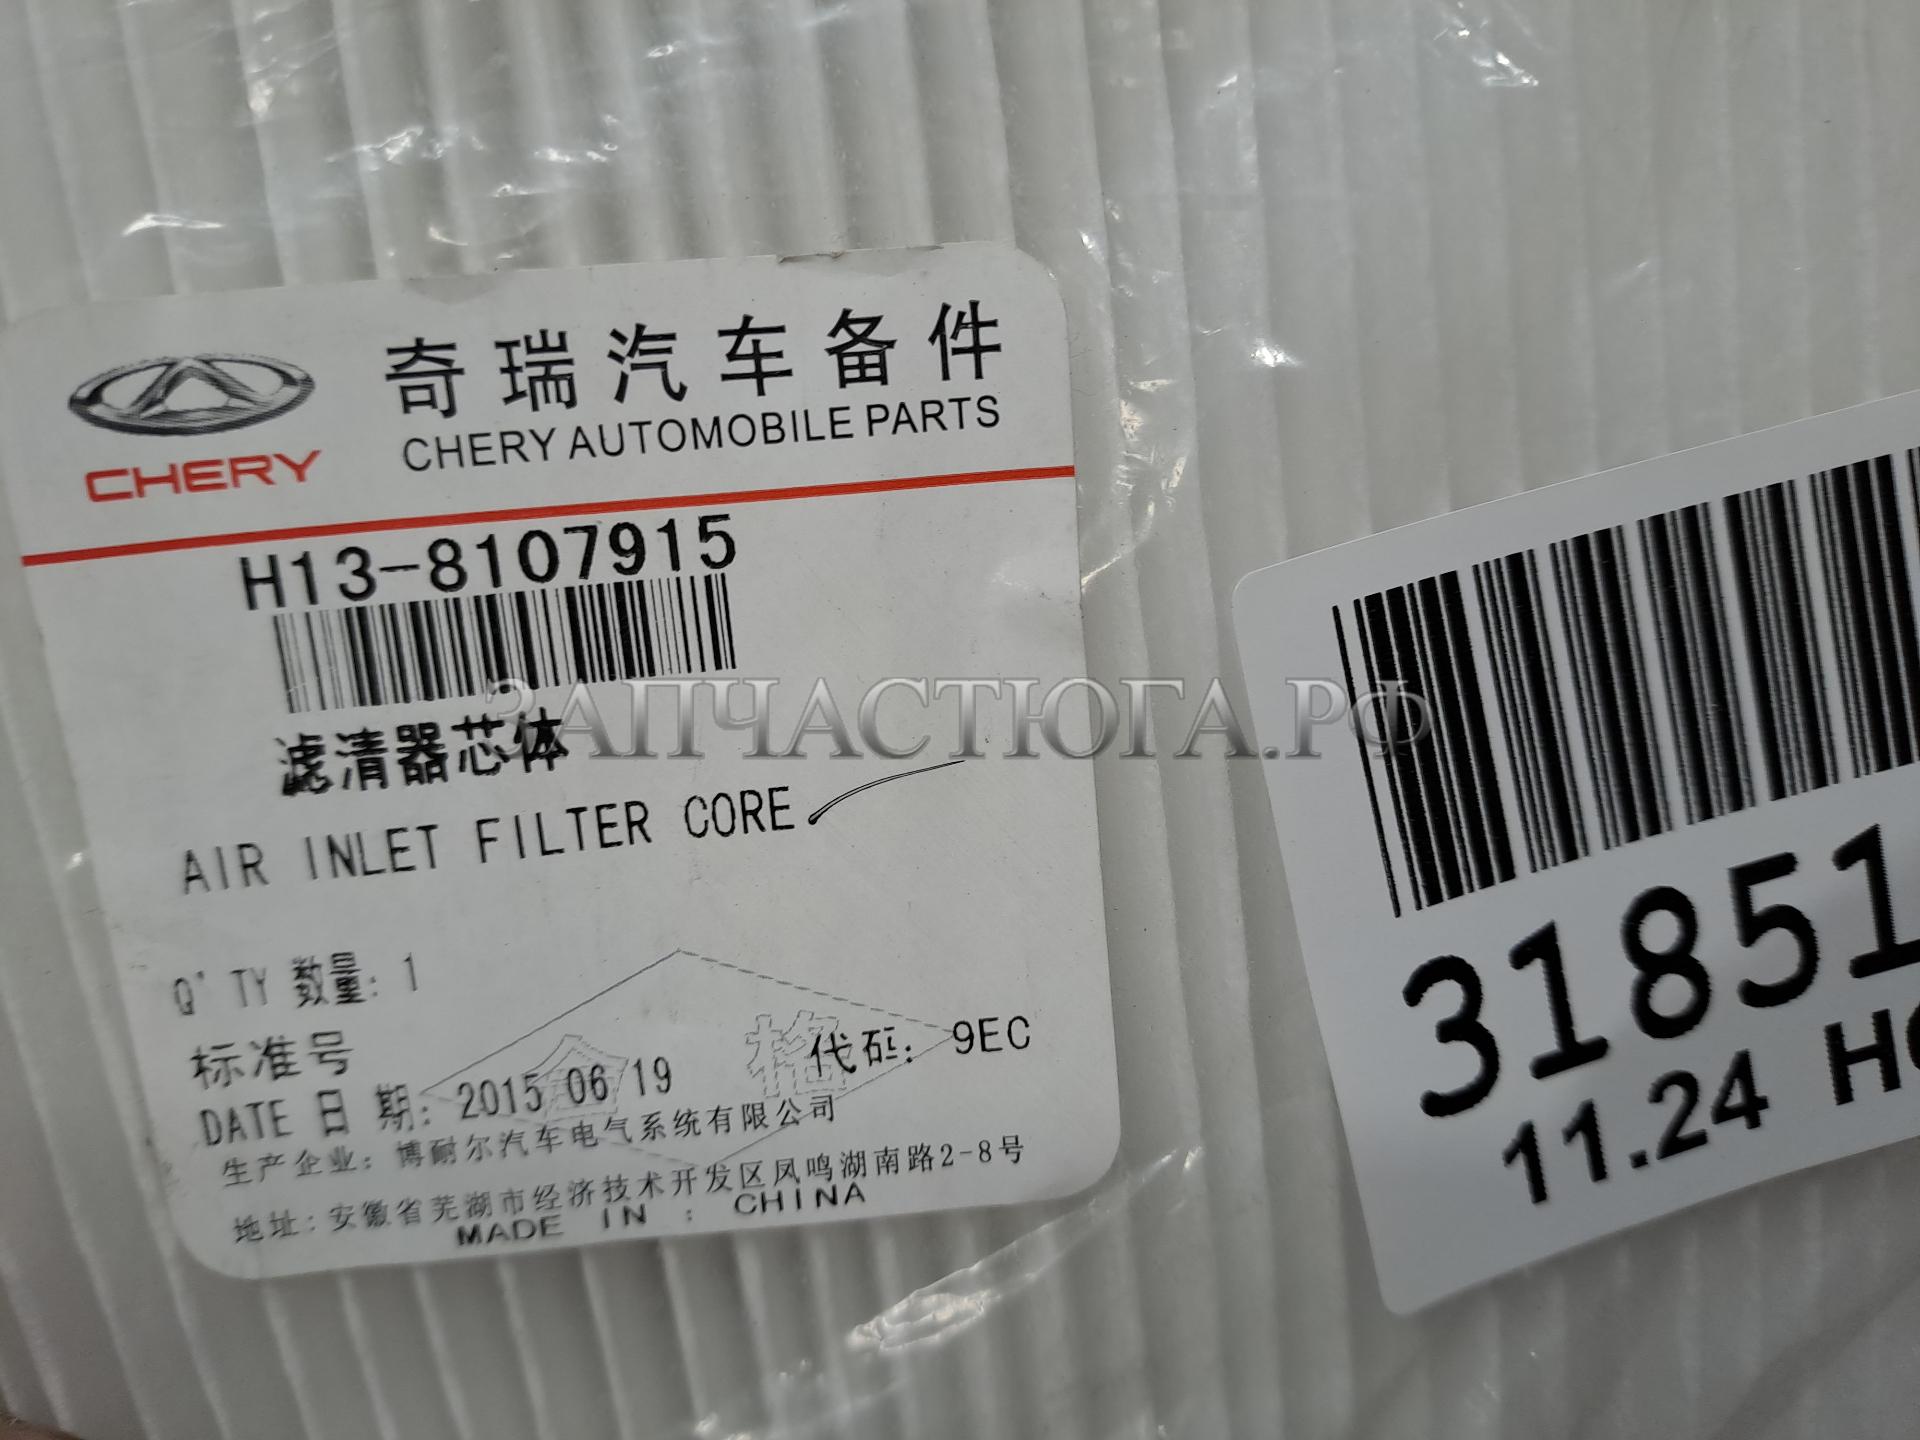 奇瑞汽车备件
CHERY AUTOMOBILE PARTS
CHERY
H13-8107915
滤清器芯体
AIR INLET FILTER CORE
Q'TY 数量: 1
标准号
合格
代码: 9EC
DATE 日期: 2015 06 19
生产企业: 博耐尔汽车电气系统有限公司
地址: 安徽省芜湖市经济技术开发区凤鸣湖南路2-8号
MADE IN : CHINA
ЗАПЧАСТЮГА.РФ
31851
11.24